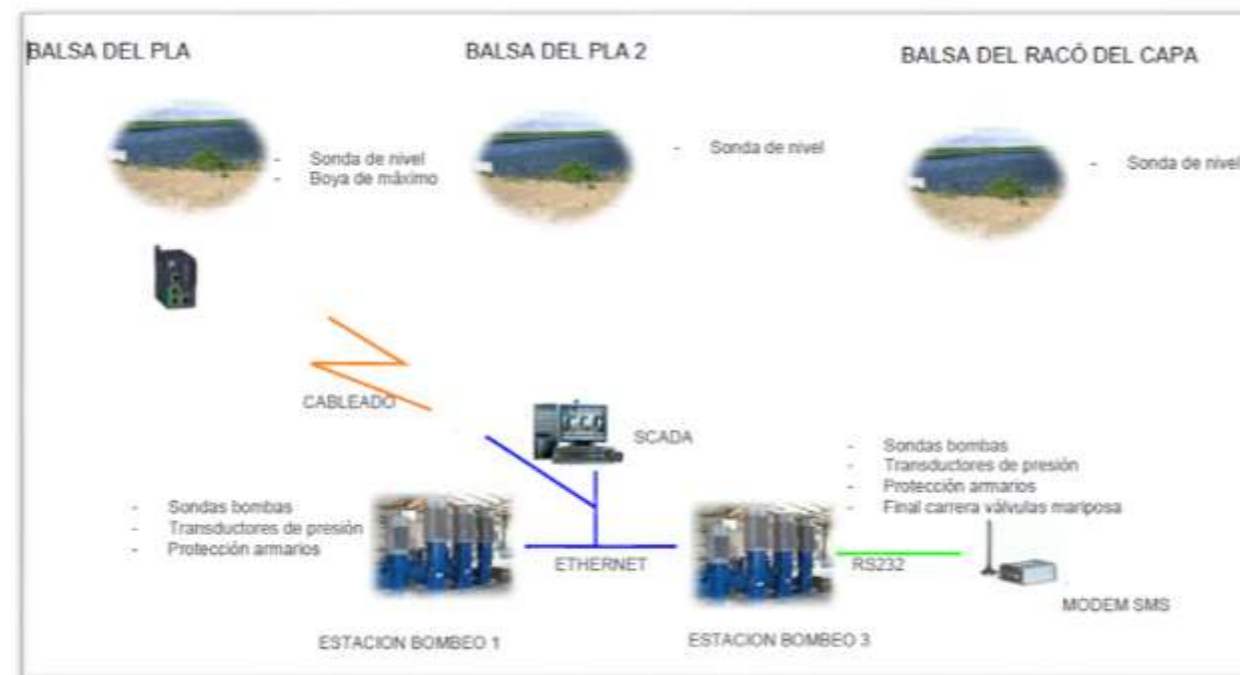 BALSA DEL PLA
BALSA DEL PLA 2
BALSA DEL RACÓ DEL CAPA
- Sonda de nivel
- Boya de máximo
- Sonda de nivel
- Sonda de nivel
CABLEADO
SCADA
- Sondas bombas
- Transductores de presión
- Protección armarios
- Final carrera válvulas mariposa
- Sondas bombas
- Transductores de presión
- Protección armarios
ETHERNET
RS232
MODEM SMS
ESTACION BOMBEO 1
ESTACION BOMBEO 3